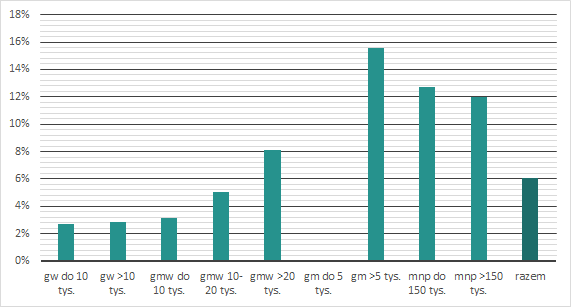 18%
16%
14%
12%
10%
8%
6%
4%
2%
0%
gw do 10 tys.
gw >10 tys.
gmw do 10 tys.
gmw 10-20 tys.
gmw >20 tys.
gm do 5 tys.
gm >5 tys.
mnp do 150 tys.
mnp >150 tys.
razem